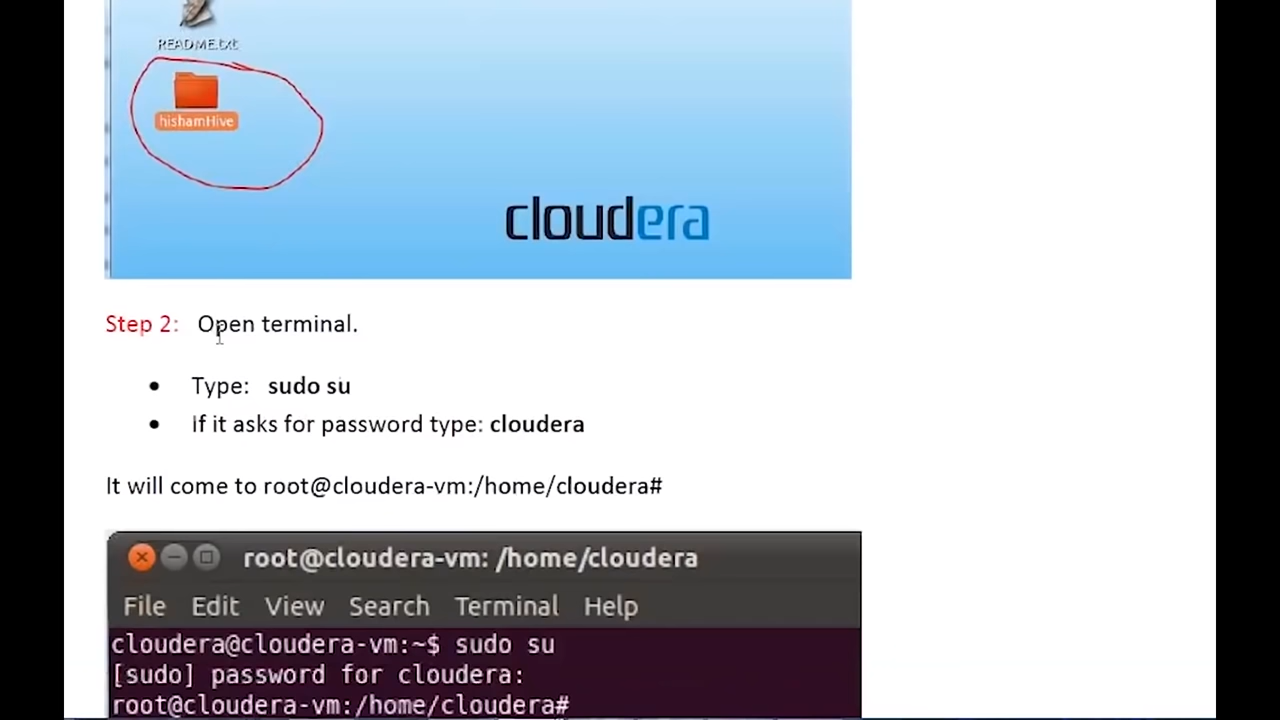 README.txt
hishamHive
cloudera
Step 2: Open terminal.
• Type: sudo su
• If it asks for password type: cloudera
It will come to root@cloudera-vm:/home/cloudera#
root@cloudera-vm: /home/cloudera
File Edit View Search Terminal Help
cloudera@cloudera-vm:~$ sudo su
[sudo] password for cloudera:
root@cloudera-vm:/home/cloudera#